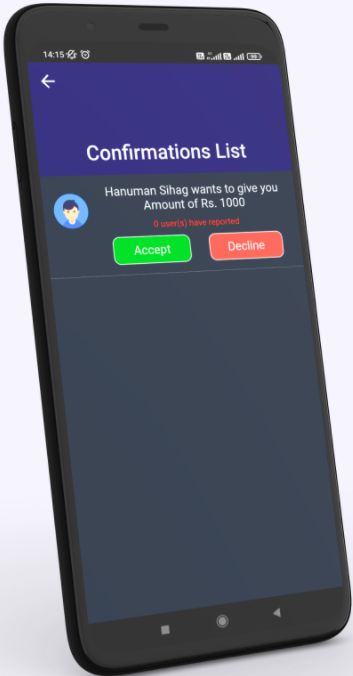 14:15
Confirmations List
Hanuman Sihag wants to give you
Amount of Rs. 1000
0 user(s) have reported
Accept
Decline